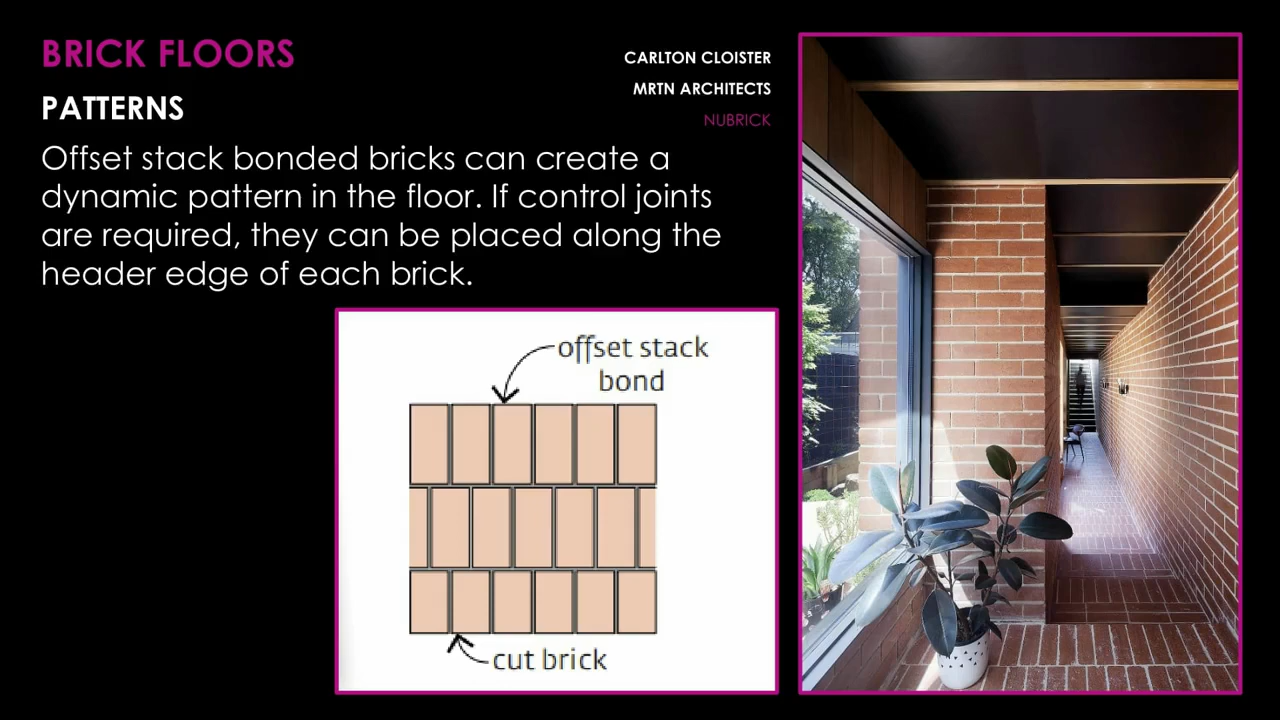 BRICK FLOORS
PATTERNS
CARLTON CLOISTER
MRTN ARCHITECTS
NUBRICK
Offset stack bonded bricks can create a
dynamic pattern in the floor. If control joints
are required, they can be placed along the
header edge of each brick.
offset stack
bond
cut brick